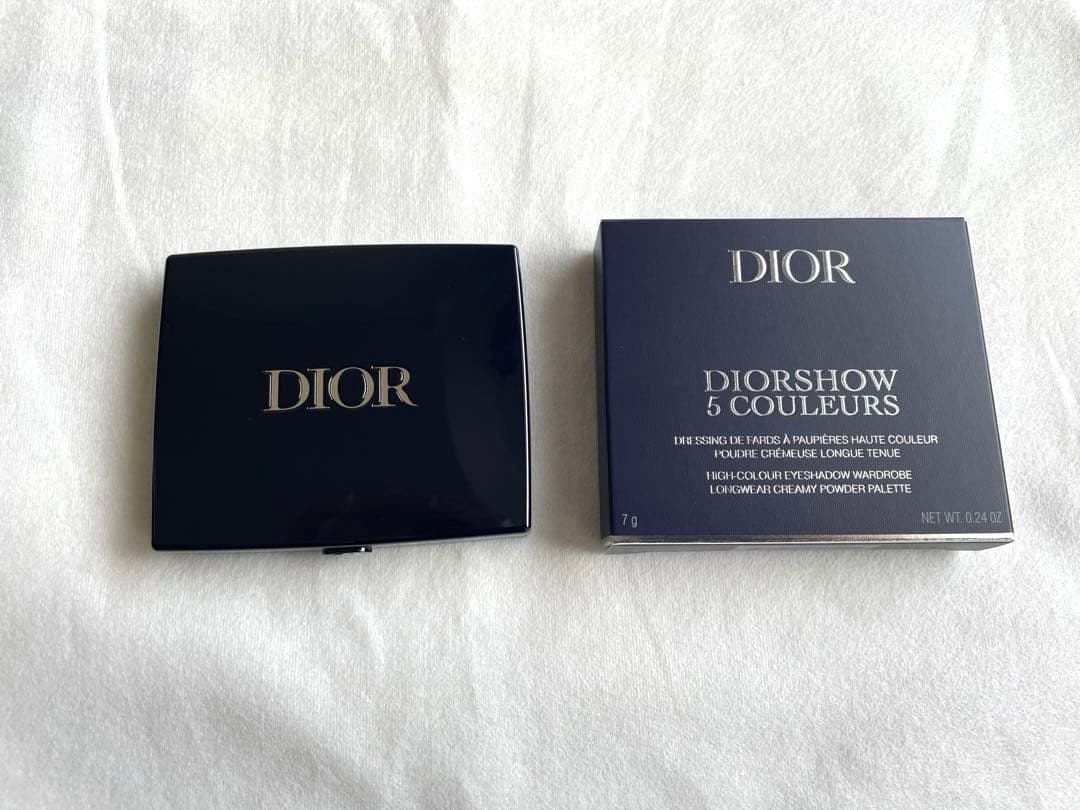 DIOR
DIOR
DIORSHOW
5 COULEURS
DRESSING DE FARDS À PAUPIÈRES HAUTE COULEUR
POUDRE CRÉMEUSE LONGUE TENUE
HIGH-COLOUR EYESHADOW WARDROBE
LONGWEAR CREAMY POWDER PALETTE
7 g
NET WT. 0.24 OZ